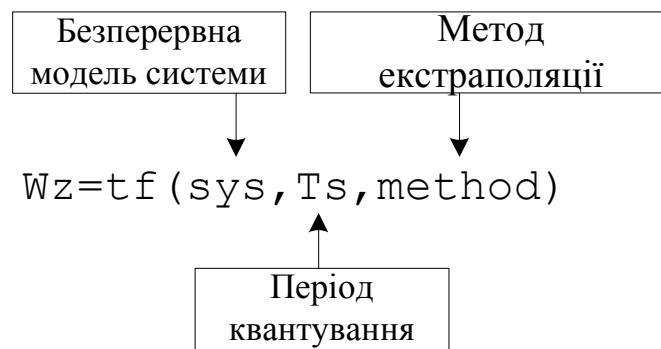 Безперервна
модель системи
Метод
екстраполяції
Wz=tf(sys,Ts,method)
Період
квантування